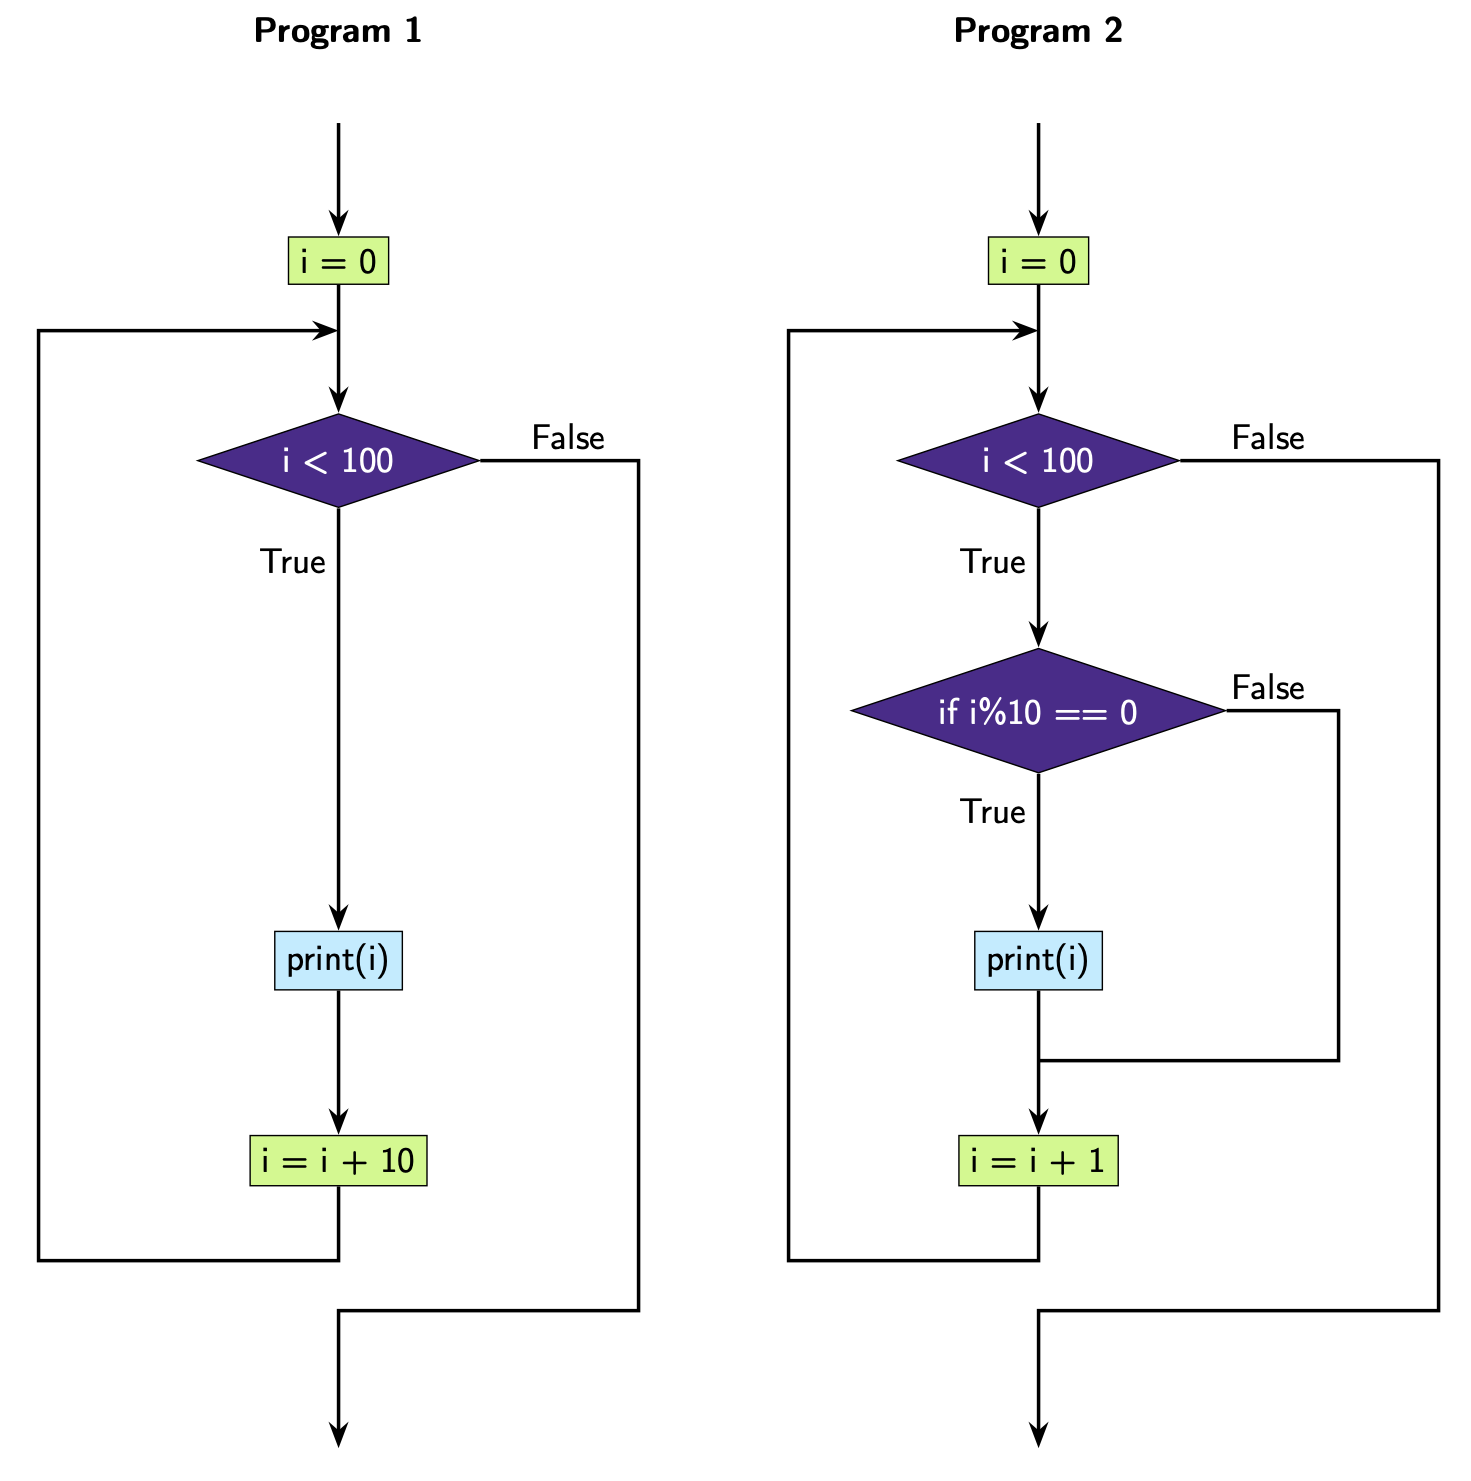 Program 1
i = 0
i < 100
False
True
print(i)
i = i + 10
Program 2
i = 0
i < 100
False
True
if i%10 == 0
False
True
print(i)
i = i + 1